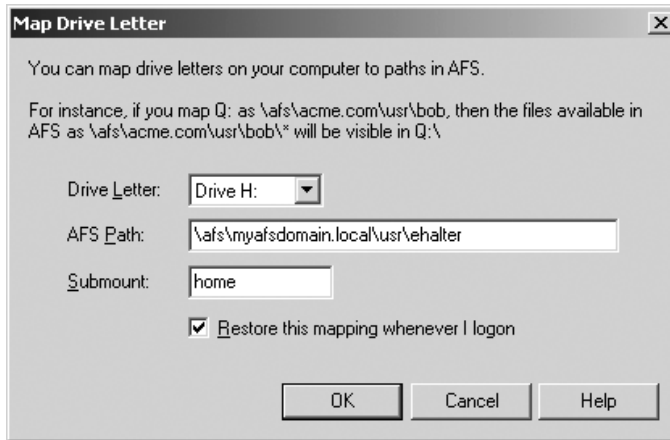 Map Drive Letter
You can map drive letters on your computer to paths in AFS.
For instance, if you map Q: as \afs\acme.com\usr\bob, then the files available in
AFS as \afs\acme.com\usr\bob\* will be visible in Q:\
Drive Letter: Drive H:
AFS Path: \afs\myafsdomain.local\usr\ehalter
Submount: home
Restore this mapping whenever I logon
OK Cancel Help